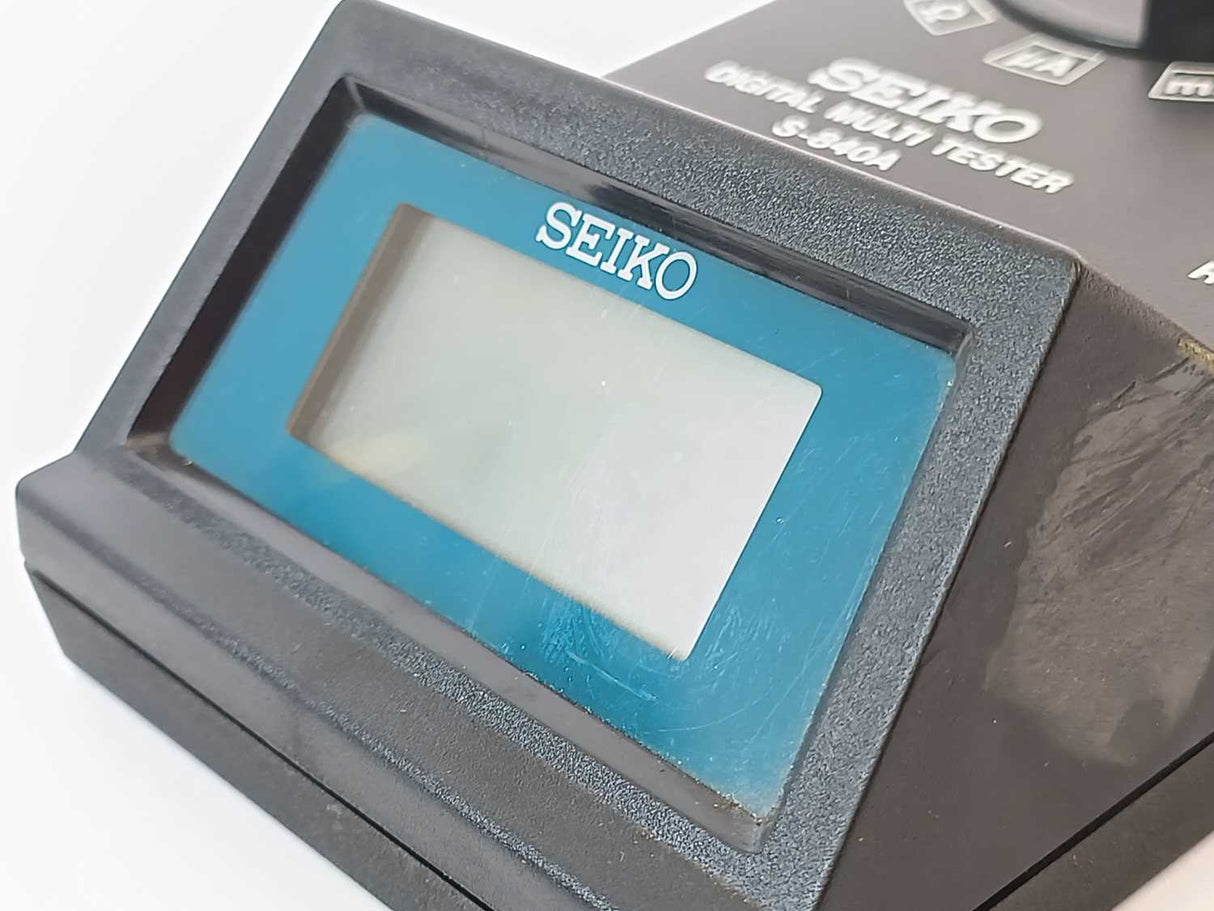 Ω
μA
SEIKO
DIGITAL MULTI TESTER
S-840A
SEIKO